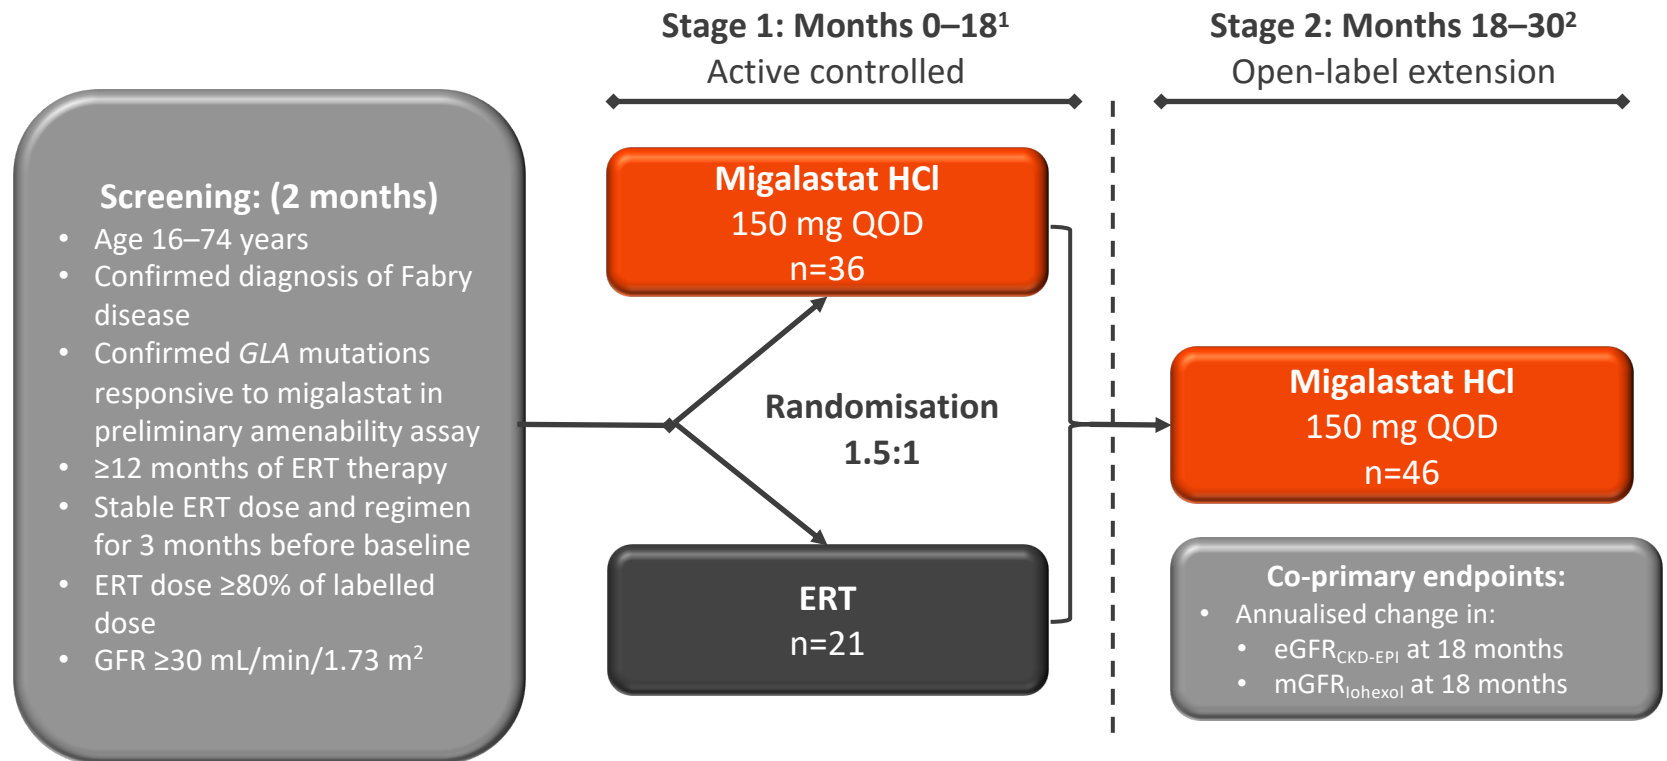 Stage 1: Months 0–18¹
Active controlled
Stage 2: Months 18–30²
Open-label extension
Screening: (2 months)
• Age 16–74 years
• Confirmed diagnosis of Fabry
disease
• Confirmed GLA mutations
responsive to migalastat in
preliminary amenability assay
• ≥12 months of ERT therapy
• Stable ERT dose and regimen
for 3 months before baseline
• ERT dose ≥80% of labelled
dose
• GFR ≥30 mL/min/1.73 m²
Migalastat HCl
150 mg QOD
n=36
Randomisation
1.5:1
ERT
n=21
Migalastat HCl
150 mg QOD
n=46
Co-primary endpoints:
• Annualised change in:
• eGFRCKD-EPI at 18 months
• mGFRIohexol at 18 months